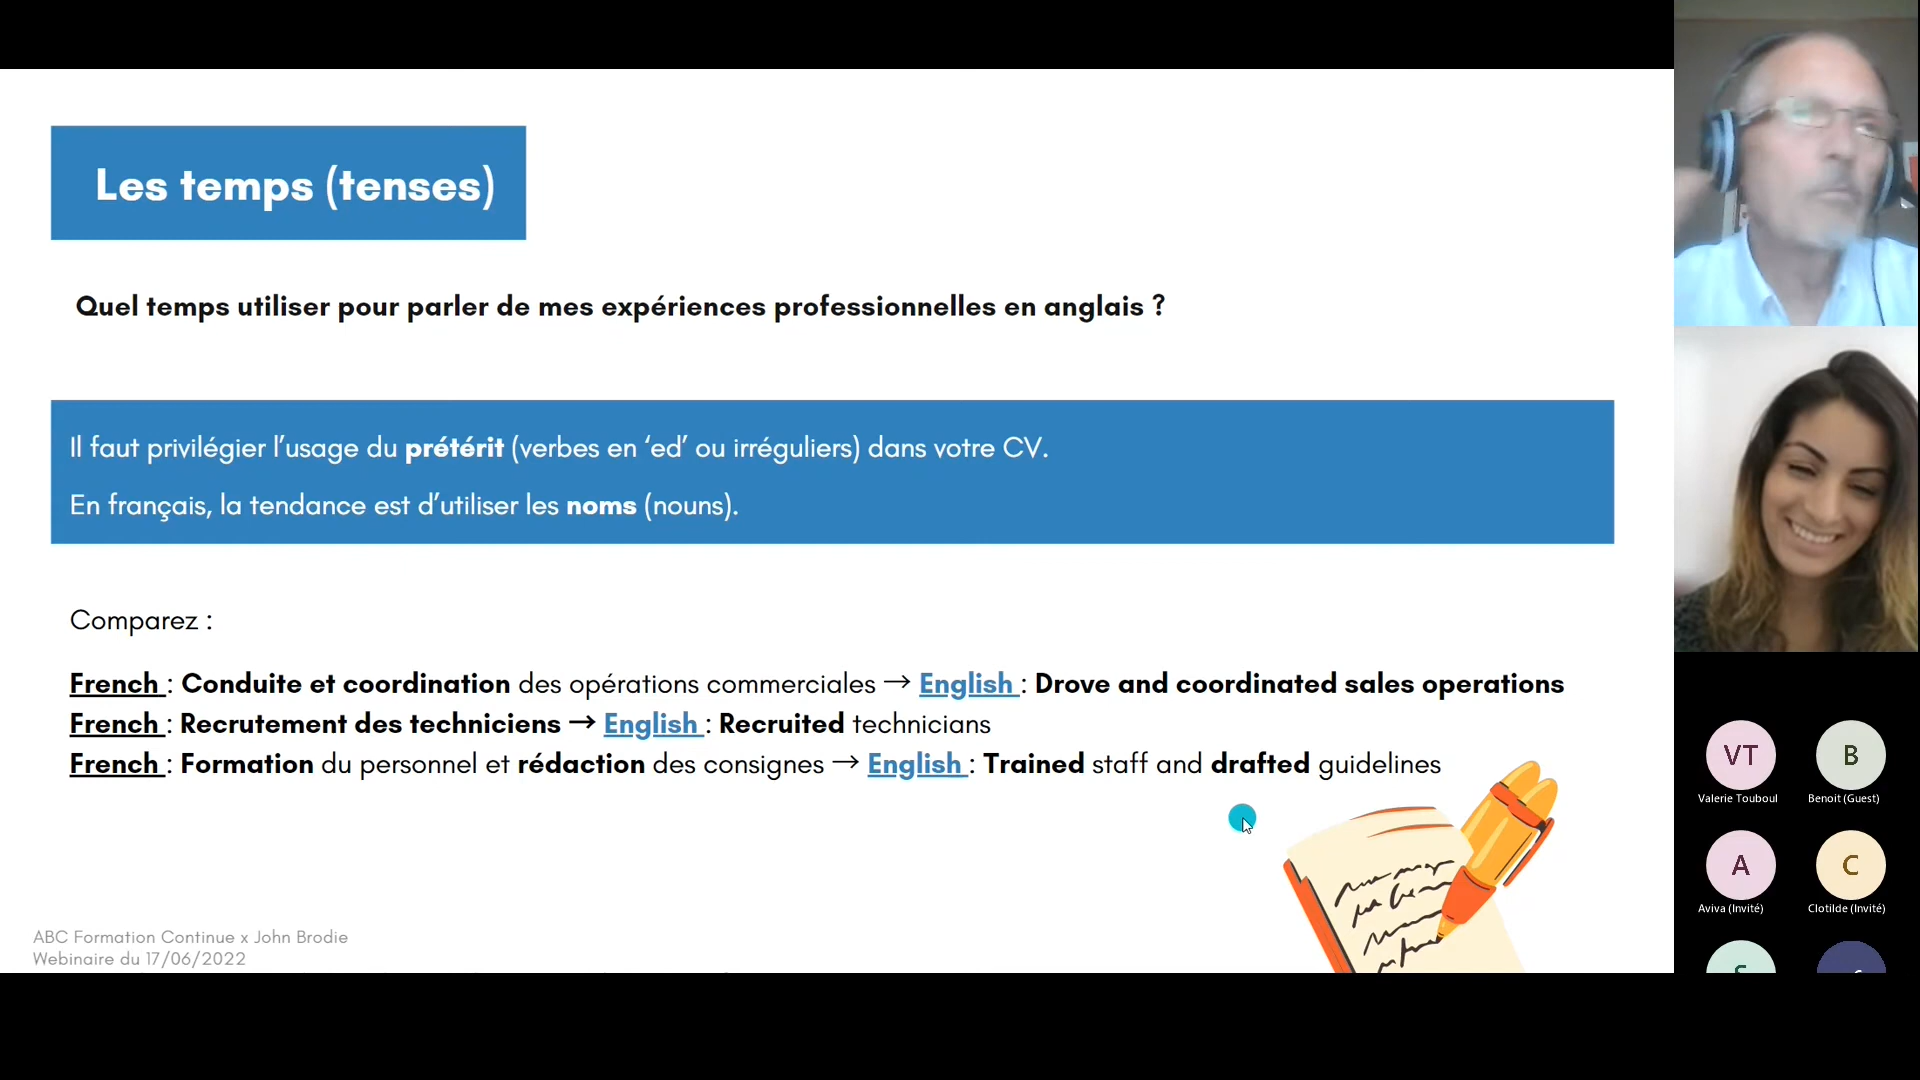 Les temps (tenses)
Quel temps utiliser pour parler de mes expériences professionnelles en anglais ?
Il faut privilégier l’usage du prétérit (verbes en ‘ed’ ou irréguliers) dans votre CV.
En français, la tendance est d’utiliser les noms (nouns).
Comparez :
French : Conduite et coordination des opérations commerciales → English : Drove and coordinated sales operations
French : Recrutement des techniciens → English : Recruited technicians
French : Formation du personnel et rédaction des consignes → English : Trained staff and drafted guidelines
ABC Formation Continue x John Brodie
Webinaire du 17/06/2022
VT
B
Valerie Touboul
Benoit (Guest)
A
C
Aviva (Invité)
Clotilde (Invité)